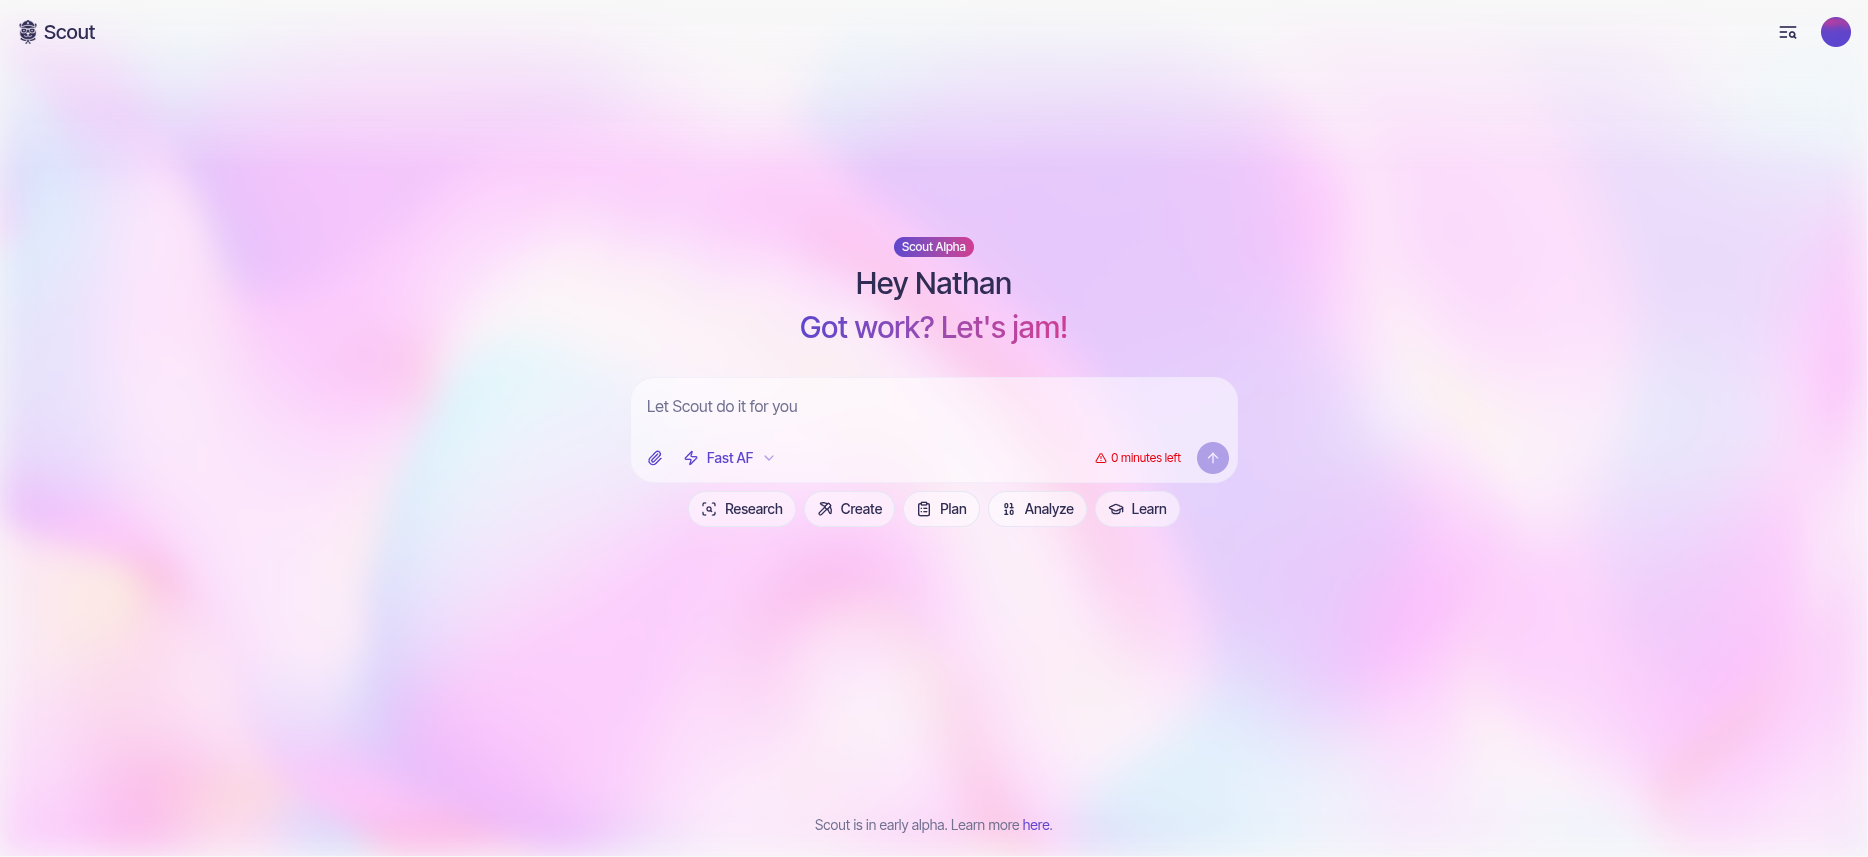 Scout
Scout Alpha
Hey Nathan
Got work? Let's jam!
Let Scout do it for you
Fast AF
0 minutes left
Research
Create
Plan
Analyze
Learn
Scout is in early alpha. Learn more here.